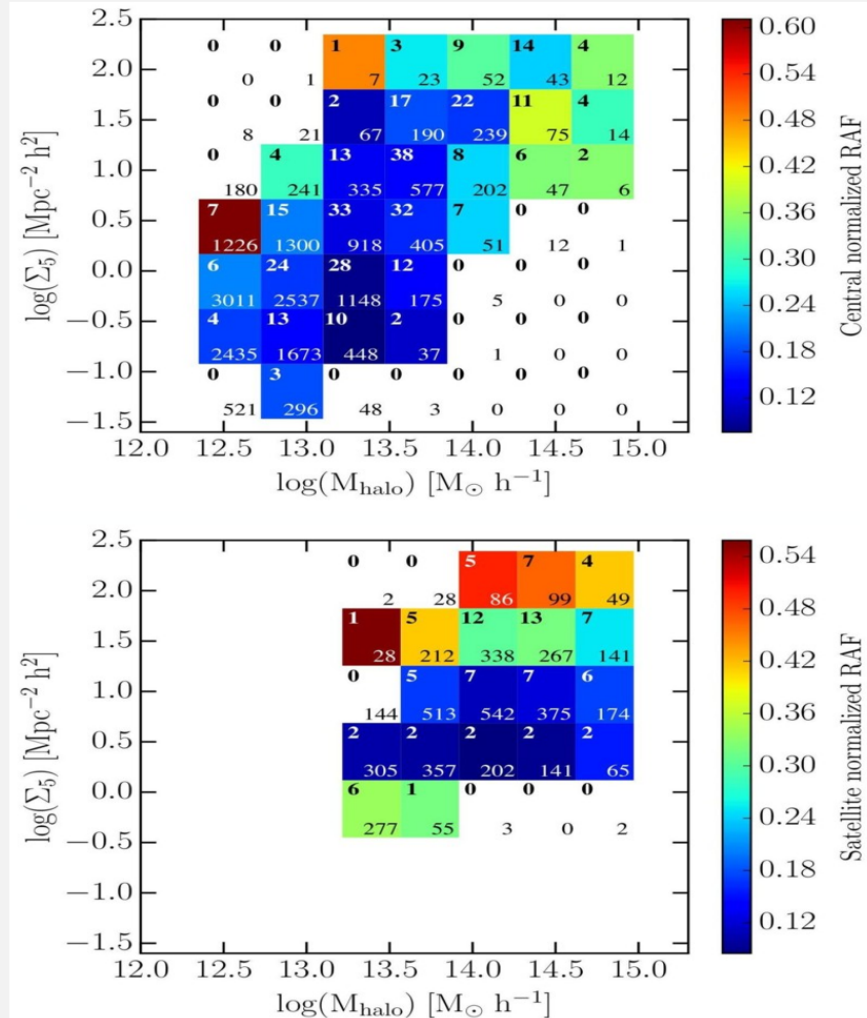 2.5
0 0 1 3 9 14 4 0.60
2.0
0 1 7 23 52 43 12 0.54
0 0 2 17 22 11 4
1.5
8 21 67 190 239 75 14 0.48
0 4 13 38 8 6 2
1.0 0.42
180 241 335 577 202 47 6
7 15 33 32 7 0 0 0.36
0.5
1226 1300 918 405 51 12 1
6 24 28 12 0 0 0 0.30
0.0
3011 2537 1148 175 5 0 0 0.24
4 13 10 2 0 0 0
−0.5
2435 1673 448 37 1 0 0 0.18
0 3 0 0 0 0 0
−1.0
521 296 48 3 0 0 0 0.12
−1.5
12.0 12.5 13.0 13.5 14.0 14.5 15.0
log(M_halo) [M_⊙ h⁻¹]
log(Σ₅) [Mpc⁻² h²]
Central normalized RAF
2.5
0 0 5 7 4 0.54
2.0
2 28 86 99 49 0.48
1 5 12 13 7
1.5
28 212 338 267 141 0.42
0 5 7 7 6
1.0 0.36
144 513 542 375 174
2 2 2 2 2
0.5 0.30
305 357 202 141 65
0.0 6 1 0 0 0
0.24
277 55 3 0 2
−0.5
0.18
−1.0
0.12
−1.5
12.0 12.5 13.0 13.5 14.0 14.5 15.0
log(M_halo) [M_⊙ h⁻¹]
log(Σ₅) [Mpc⁻² h²]
Satellite normalized RAF